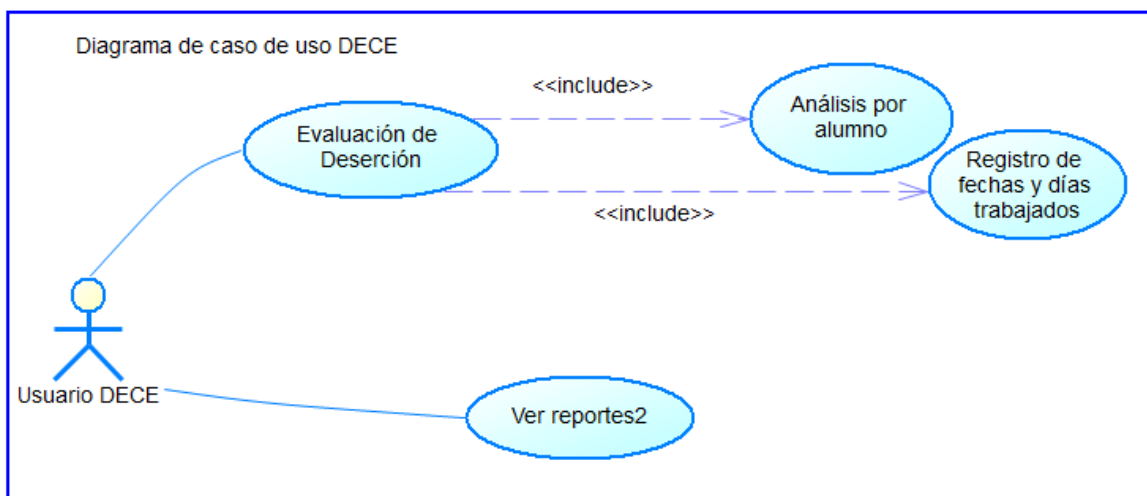 Diagrama de caso de uso DECE
<<include>>
Análisis por
alumno
Evaluación de
Deserción
Registro de
fechas y días
trabajados
<<include>>
Usuario DECE
Ver reportes2